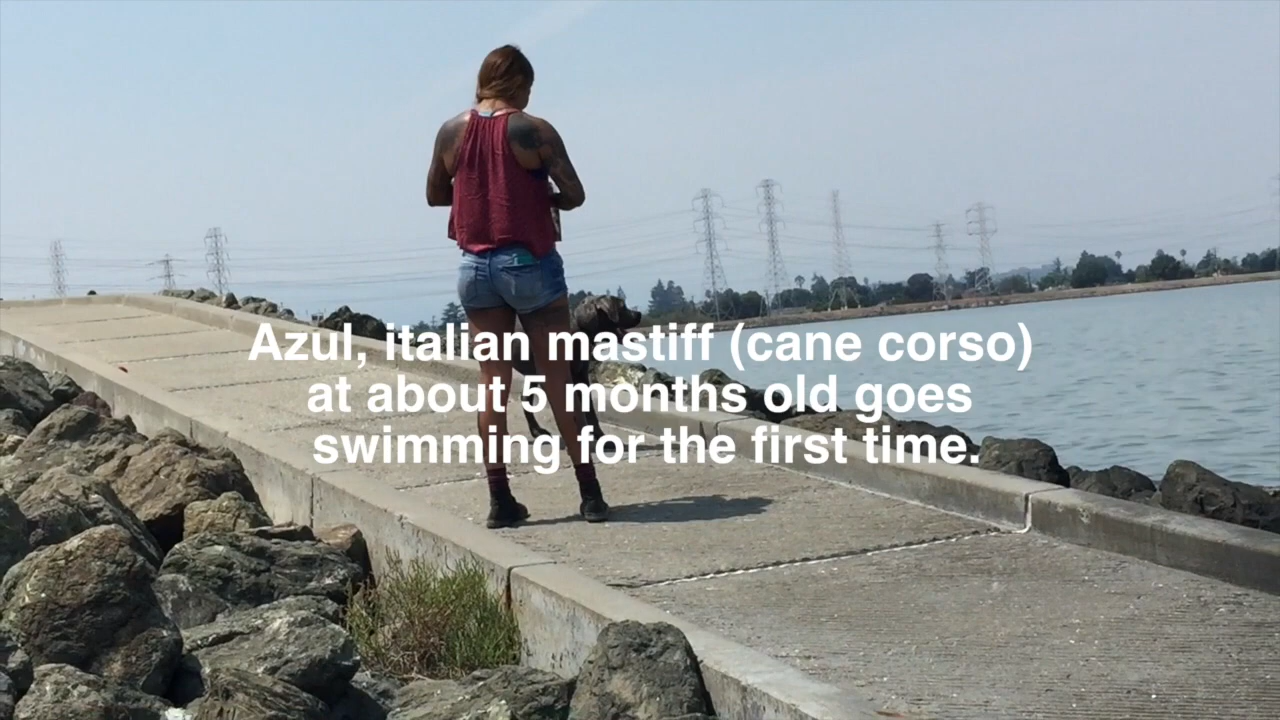 Azul, italian mastiff (cane corso)
at about 5 months old goes
swimming for the first time.